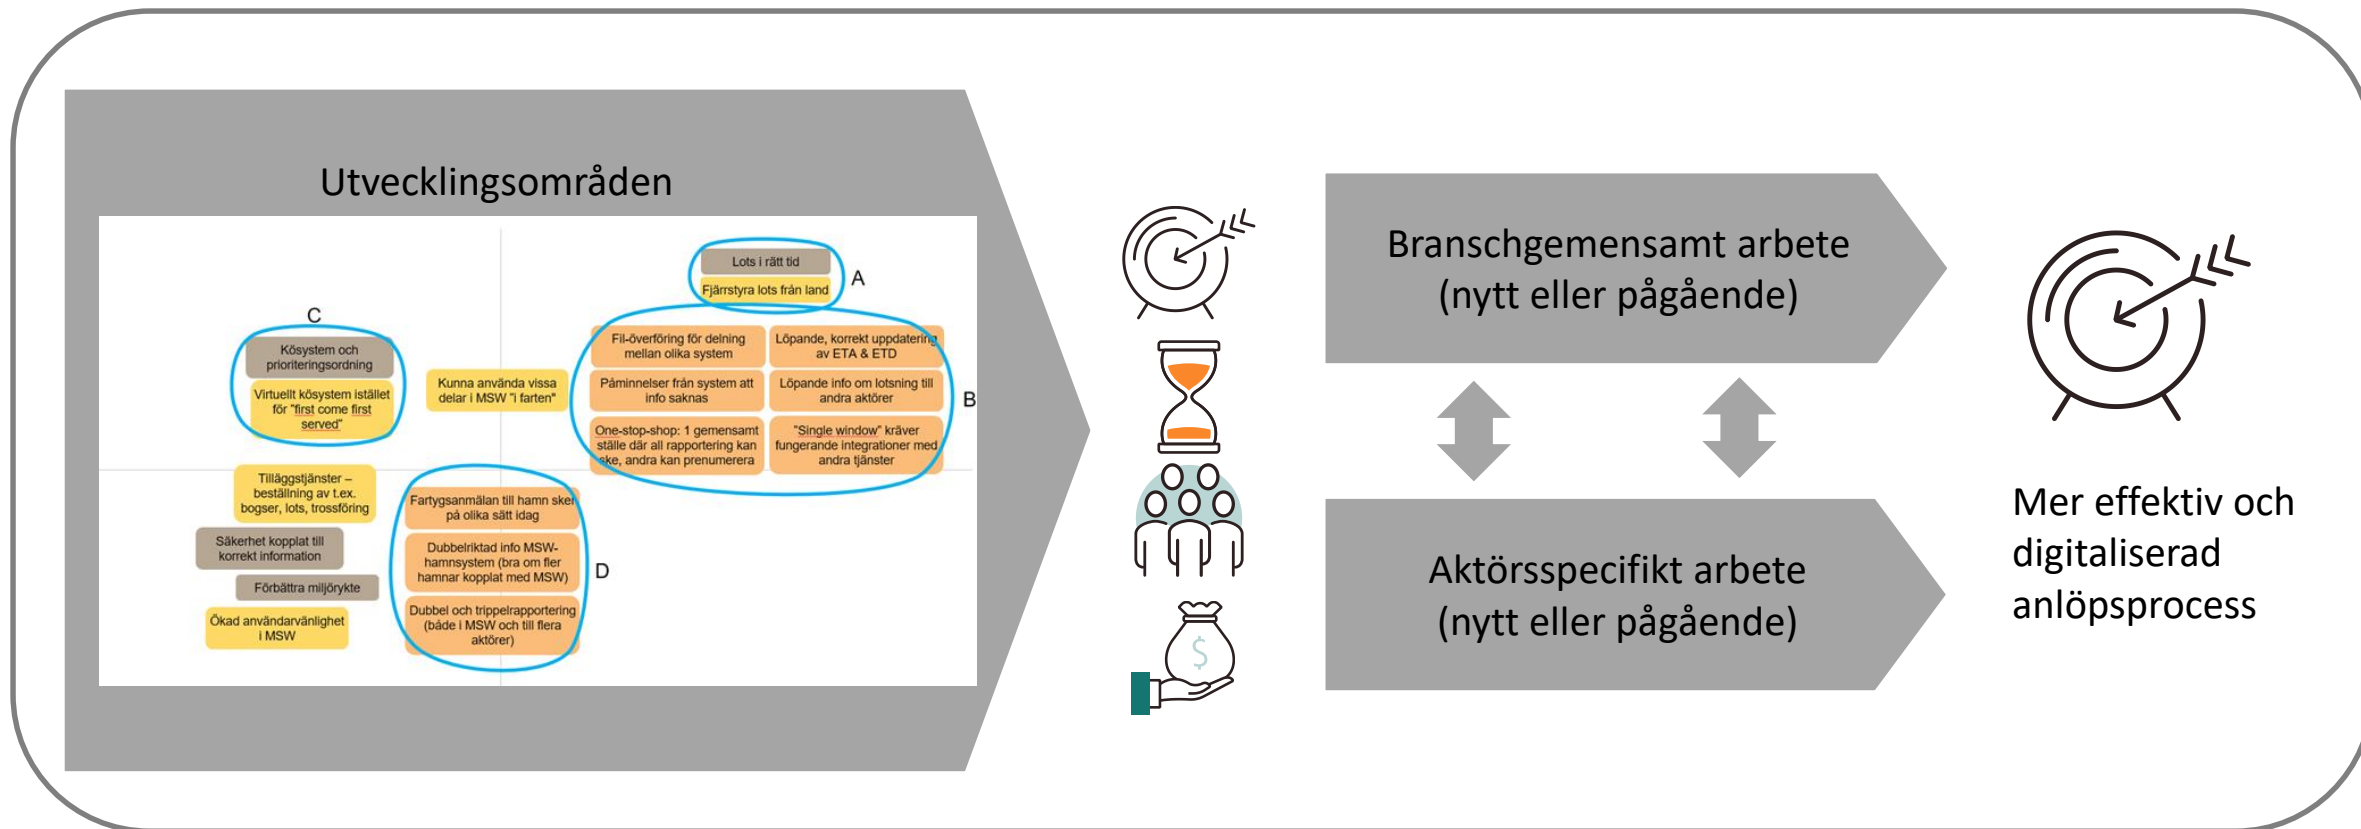 Utvecklingsområden
Lots i rätt tid
Fjärrstyra lots från land
A
C
Kösystem och
prioriteringsordning
Virtuellt kösystem istället
för "first come first
served"
Kunna använda vissa
delar i MSW "i farten"
Fil-överföring för delning
mellan olika system
Löpande, korrekt uppdatering
av ETA & ETD
Påminnelser från system att
info saknas
Löpande info om lotsning till
andra aktörer
One-stop-shop: 1 gemensamt
ställe där all rapportering kan
ske, andra kan prenumerera
"Single window" kräver
fungerande integrationer med
andra tjänster
B
Tilläggstjänster –
beställning av t.ex.
bogser, lots, trossföring
Säkerhet kopplat till
korrekt information
Förbättra miljörykte
Ökad användarvänlighet
i MSW
Fartygsanmälan till hamn sker
på olika sätt idag
Dubbelriktad info MSW-
hamnsystem (bra om fler
hamnar kopplat med MSW)
Dubbel och trippelrapportering
(både i MSW och till flera
aktörer)
D
$
Branschgemensamt arbete
(nytt eller pågående)
Aktörsspecifikt arbete
(nytt eller pågående)
Mer effektiv och
digitaliserad
anlöpsprocess